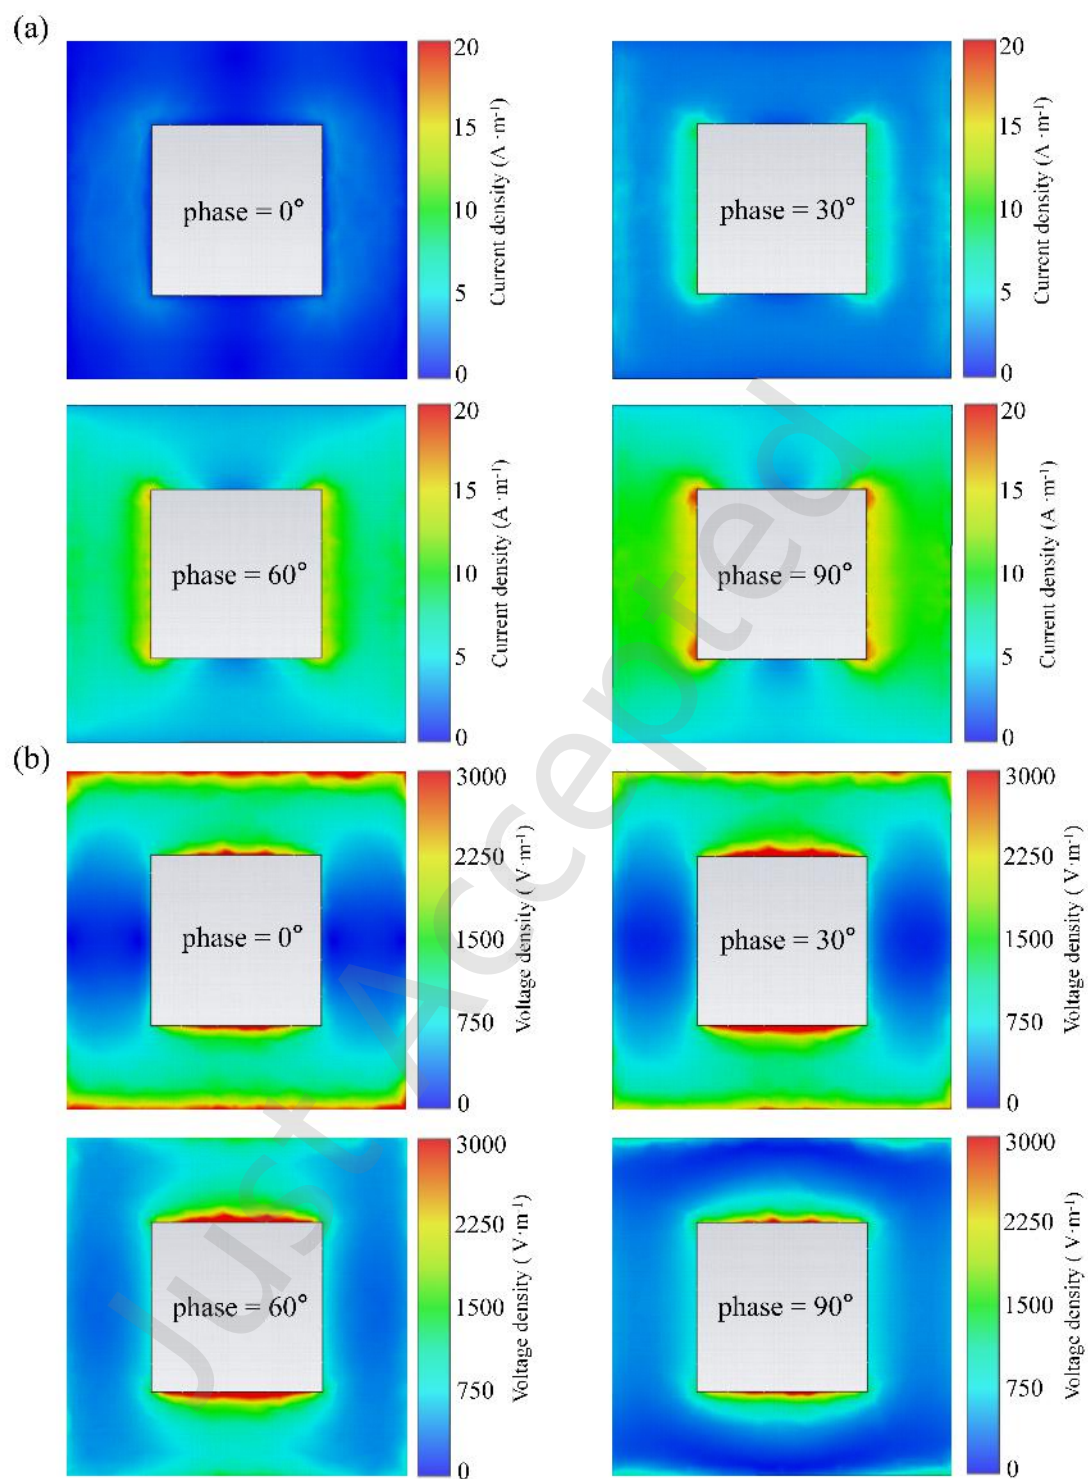 (a)
20
15
10
5
0
Current density (A ·m-¹)
phase = 0°
20
15
10
5
0
Current density (A ·m-¹)
phase = 30°
20
15
10
5
0
Current density (A ·m-¹)
phase = 60°
20
15
10
5
0
Current density (A ·m-¹)
phase = 90°
(b)
3000
2250
1500
750
0
Voltage density ( V·m-¹)
phase = 0°
3000
2250
1500
750
0
Voltage density ( V·m-¹)
phase = 30°
3000
2250
1500
750
0
Voltage density ( V·m-¹)
phase = 60°
3000
2250
1500
750
0
Voltage density ( V·m-¹)
phase = 90°
Just Accepted